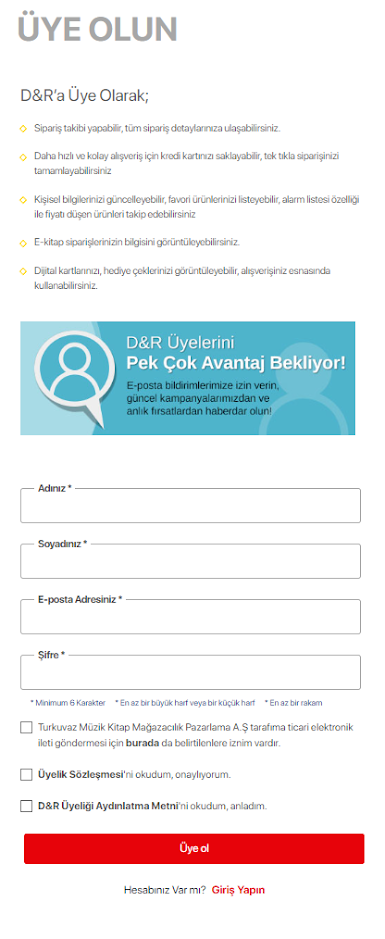 ÜYE OLUN
D&R'a Üye Olarak;
Sipariş takibi yapabilir, tüm sipariş detaylarınıza ulaşabilirsiniz.
Daha hızlı ve kolay alışveriş için kredi kartınızı saklayabilir, tek tıkla siparişinizi
tamamlayabilirsiniz
Kişisel bilgilerinizi güncelleyebilir, favori ürünlerinizi listeyebilir, alarm listesi özelliği
ile fiyatı düşen ürünleri takip edebilirsiniz
E-kitap siparişlerinizin bilgisini görüntüleyebilirsiniz.
Dijital kartlarınızı, hediye çeklerinizi görüntüleyebilir, alışverişiniz esnasında
kullanabilirsiniz.
D&R Üyelerini
Pek Çok Avantaj Bekliyor!
E-posta bildirimlerimize izin verin,
güncel kampanyalarımızdan ve
anlık fırsatlardan haberdar olun!
Adınız *
Soyadınız *
E-posta Adresiniz *
Şifre *
* Minimum 6 Karakter * En az bir büyük harf veya bir küçük harf * En az bir rakam
Turkuvaz Müzik Kitap Mağazacılık Pazarlama A.Ş tarafıma ticari elektronik
ileti göndermesi için burada da belirtilenlere iznim vardır.
Üyelik Sözleşmesi'ni okudum, onaylıyorum.
D&R Üyeliği Aydınlatma Metni'ni okudum, anladım.
Üye ol
Hesabınız Var mı? Giriş Yapın